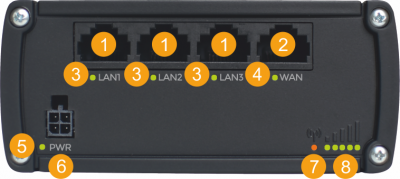 1 1 1 2
3 LAN1 3 LAN2 3 LAN3 4 WAN
5 PWR
6 7 8